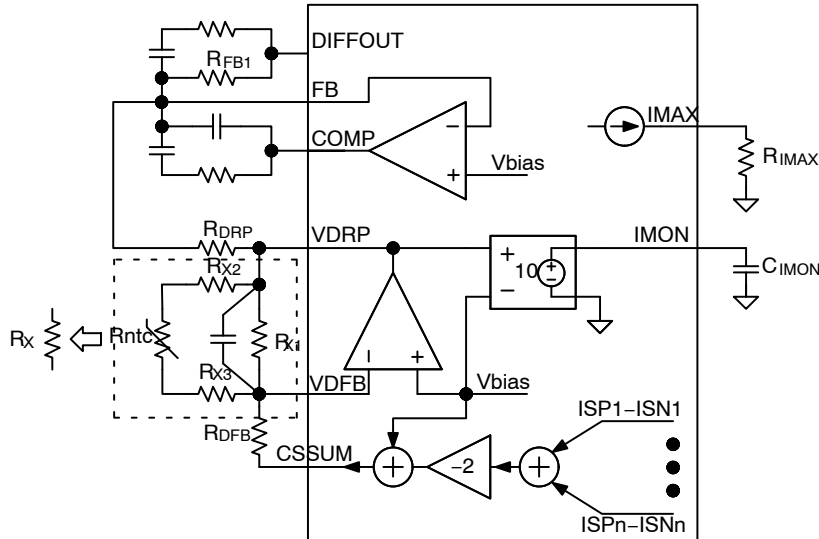 DIFFOUT
RFB1
FB
COMP
−
+
Vbias
IMAX
RIMAX
RDRP
VDRP
IMON
+
−
10
+
−
CIMON
RX2
RX
Rntc
RX1
RX3
−
+
VDFB
Vbias
RDFB
CSSUM
+
−2
+
ISP1−ISN1
ISPn−ISNn